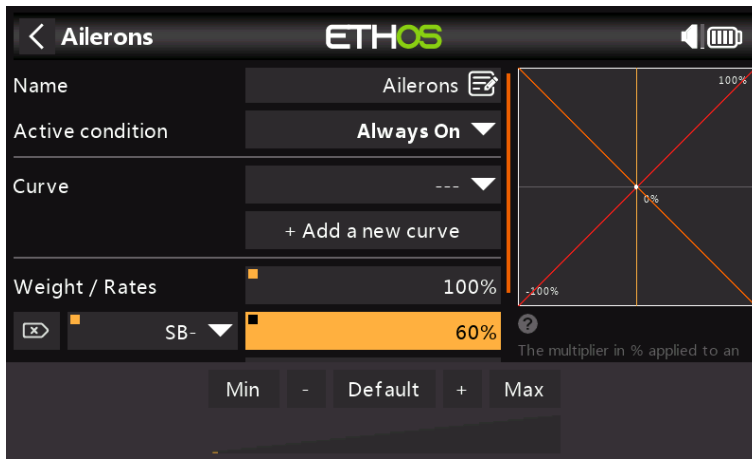 Ailerons
ETHOS
Name
Ailerons
Active condition
Always On
Curve
---
+ Add a new curve
Weight / Rates
100%
SB-
60%
100%
0%
-100%
?
The multiplier in % applied to an
Min
-
Default
+
Max